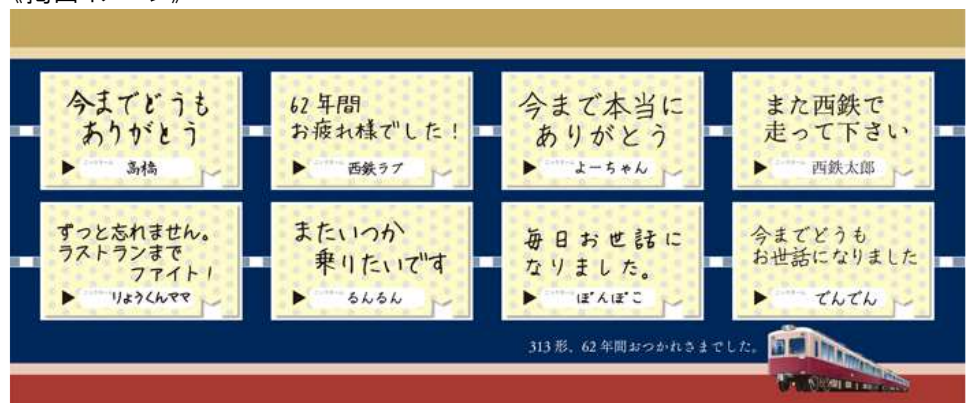 今までどうも
ありがとう
高橋
62年間
お疲れ様でした!
西鉄ラブ
今まで本当に
ありがとう
よーちゃん
また西鉄で
走って下さい
西鉄太郎
ずっと忘れません。
ラストランまで
ファイト!
りょうくんママ
またいつか
乗りたいです
るんるん
毎日お世話に
なりました。
ぽんぽこ
今までどうも
お世話になりました
でんでん
313形、62年間おつかれさまでした。